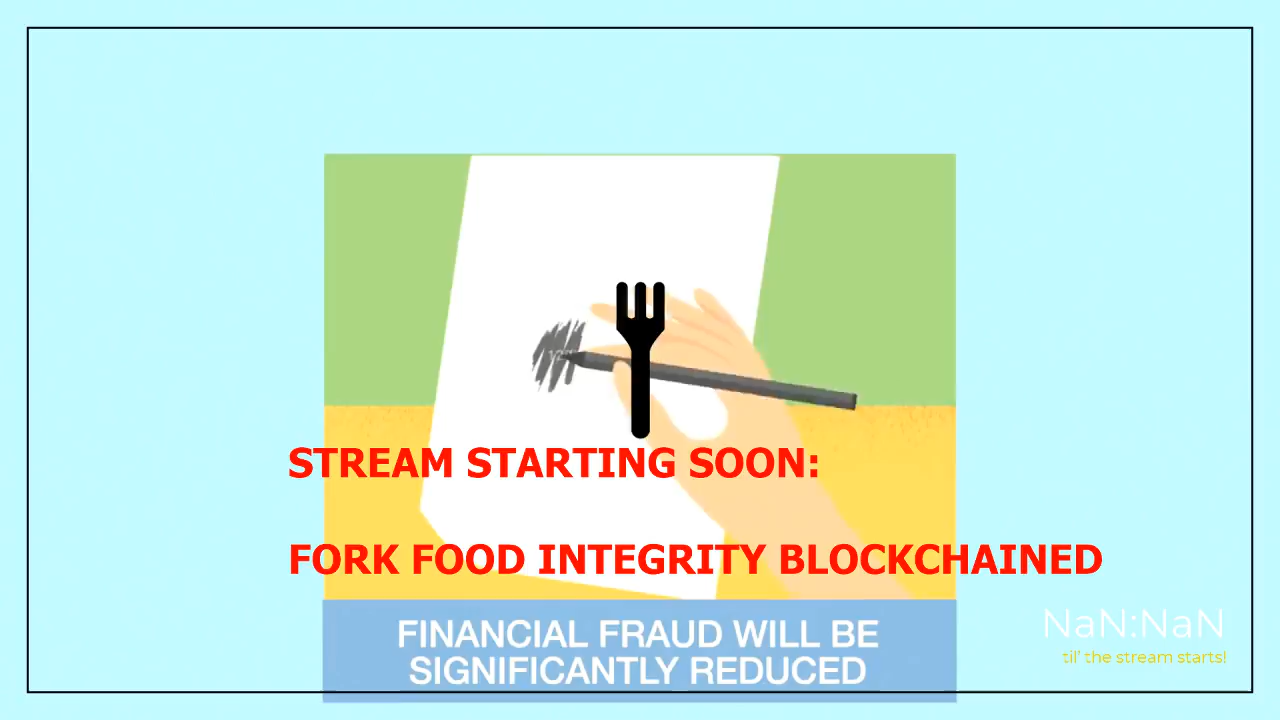 STREAM STARTING SOON:
FORK FOOD INTEGRITY BLOCKCHAINED
NaN:NaN
til' the stream starts!
FINANCIAL FRAUD WILL BE
SIGNIFICANTLY REDUCED